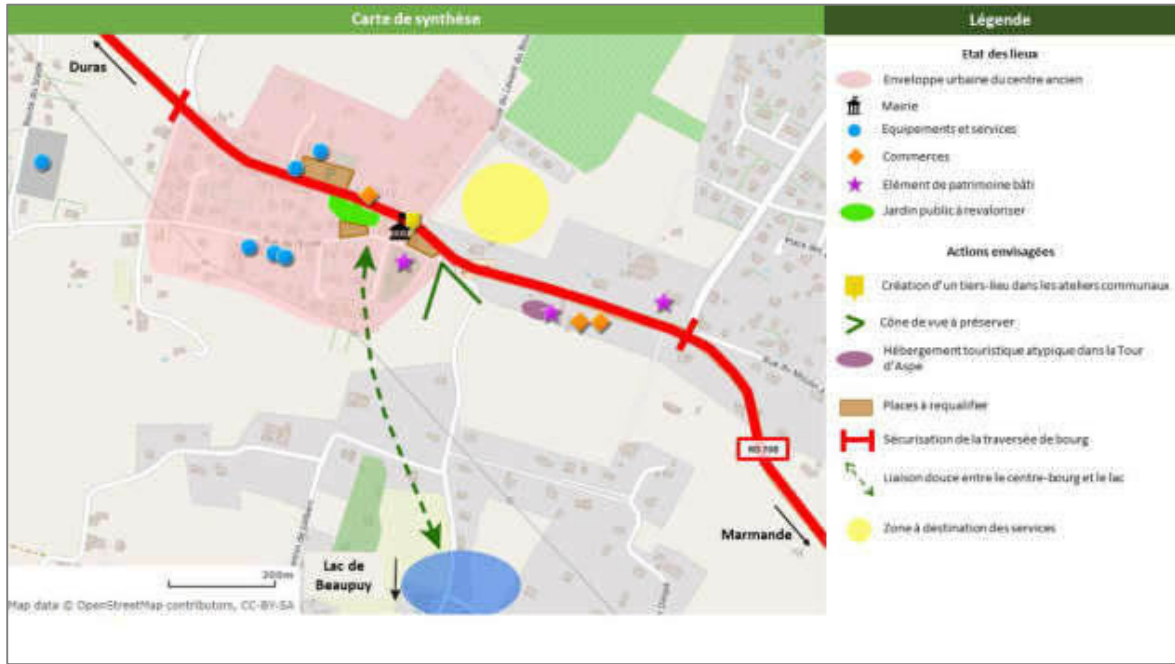 Carte de synthèse
Légende
Duras
RD 708
Marmande
Lac de
Beaupuy
200m
Map data © OpenStreetMap contributors, CC-BY-SA
Etat des lieux
Enveloppe urbaine du centre ancien
Mairie
Equipements et services
Commerces
Elément de patrimoine bâti
Jardin public à revaloriser
Actions envisagées
Création d'un tiers-lieu dans les ateliers communaux
Cône de vue à préserver
Hébergement touristique atypique dans la Tour
d'Aspe
Places à requalifier
Sécurisation de la traversée de bourg
Liaison douce entre le centre-bourg et le lac
Zone à destination des services